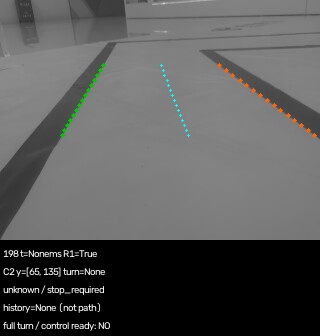 198 t=Nonems R1=True
C2 y=[65, 135] turn=None
unknown / stop_required
history=None (not path)
full turn / control ready: NO